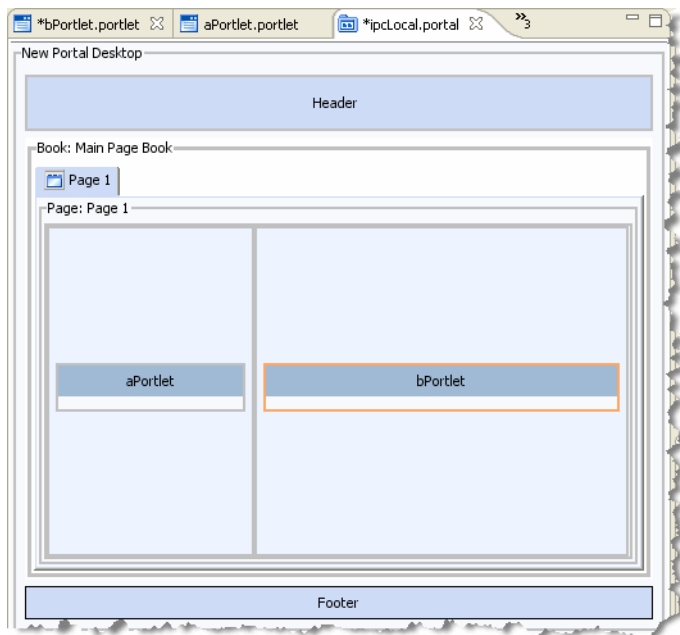 *bPortlet.portlet aPortlet.portlet *ipcLocal.portal »3
New Portal Desktop
Header
Book: Main Page Book
Page 1
Page: Page 1
aPortlet bPortlet
Footer